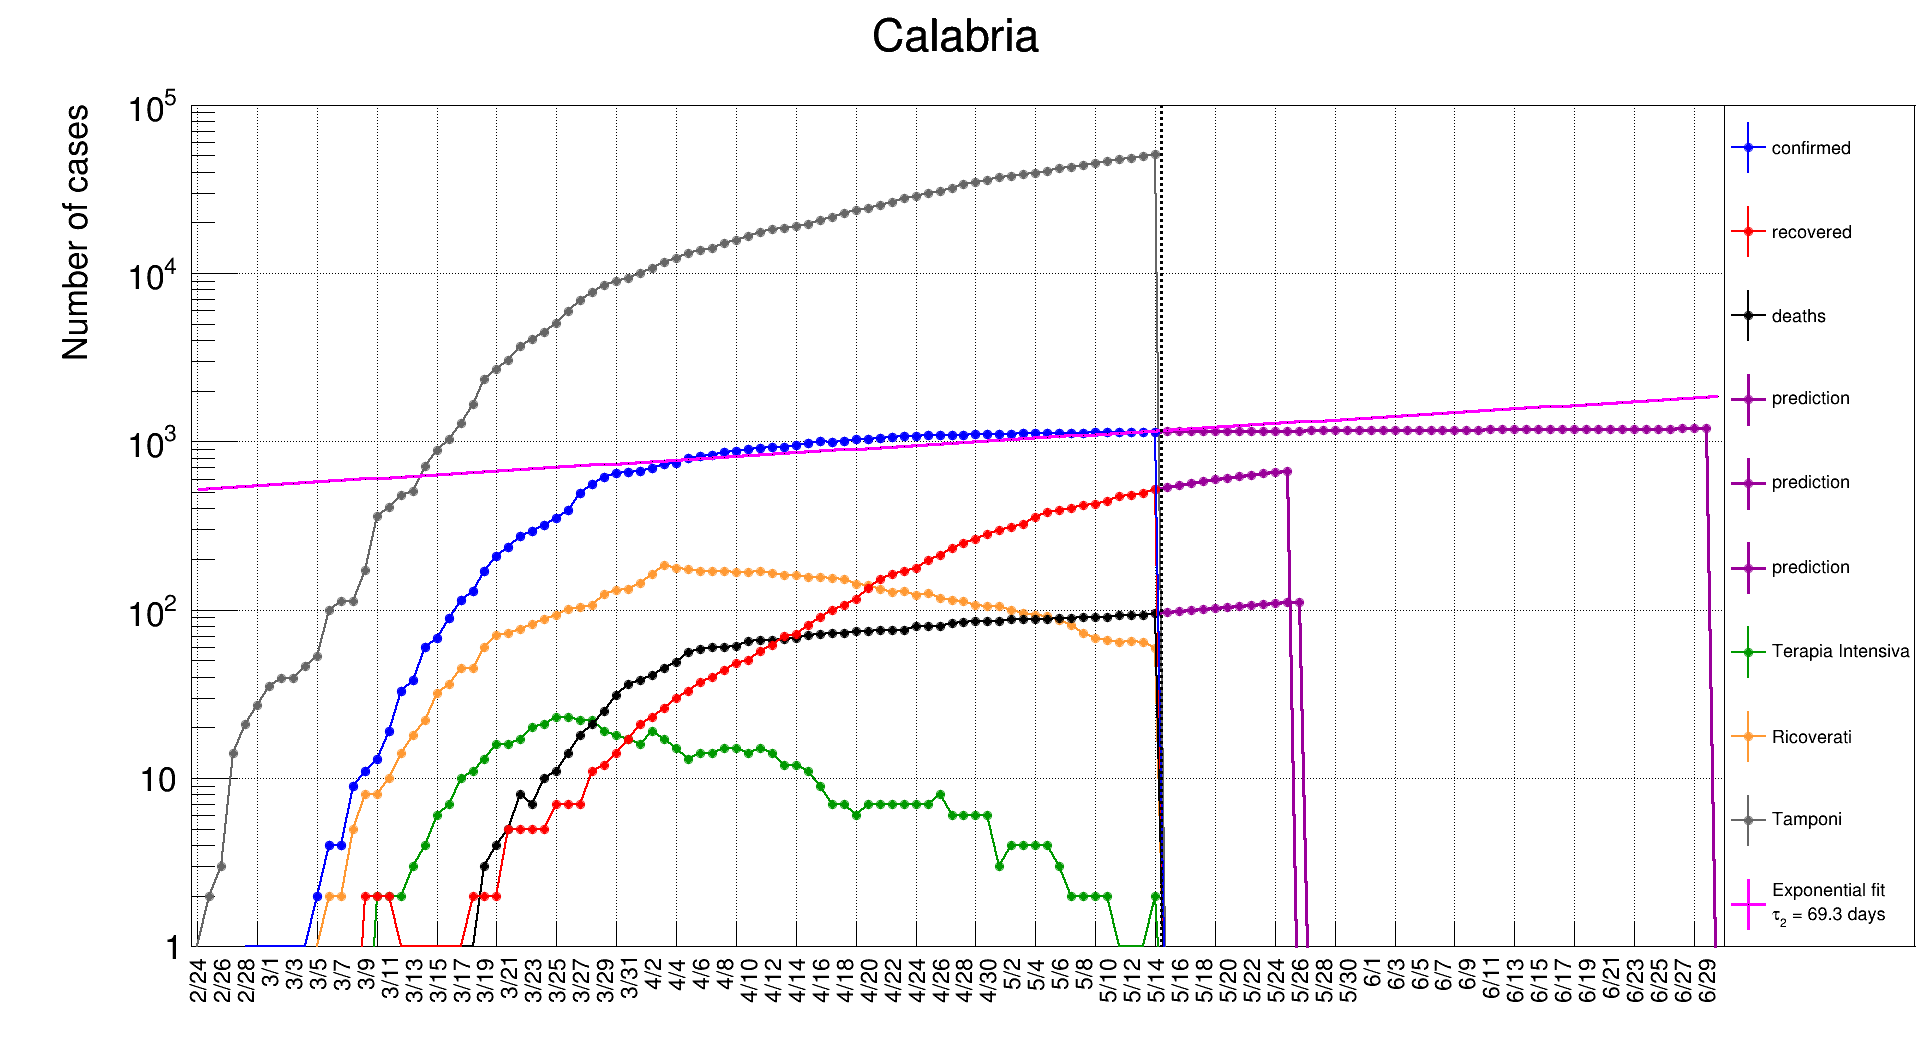 Calabria
Number of cases
10^5
10^4
10^3
10^2
10
1
2/24 2/26 2/28 3/1 3/3 3/5 3/7 3/9 3/11 3/13 3/15 3/17 3/19 3/21 3/23 3/25 3/27 3/29 3/31 4/2 4/4 4/6 4/8 4/10 4/12 4/14 4/16 4/18 4/20 4/22 4/24 4/26 4/28 4/30 5/2 5/4 5/6 5/8 5/10 5/12 5/14 5/16 5/18 5/20 5/22 5/24 5/26 5/28 5/30 6/1 6/3 6/5 6/7 6/9 6/11 6/13 6/15 6/17 6/19 6/21 6/23 6/25 6/27 6/29
confirmed
recovered
deaths
prediction
prediction
prediction
Terapia Intensiva
Ricoverati
Tamponi
Exponential fit
τ₂ = 69.3 days